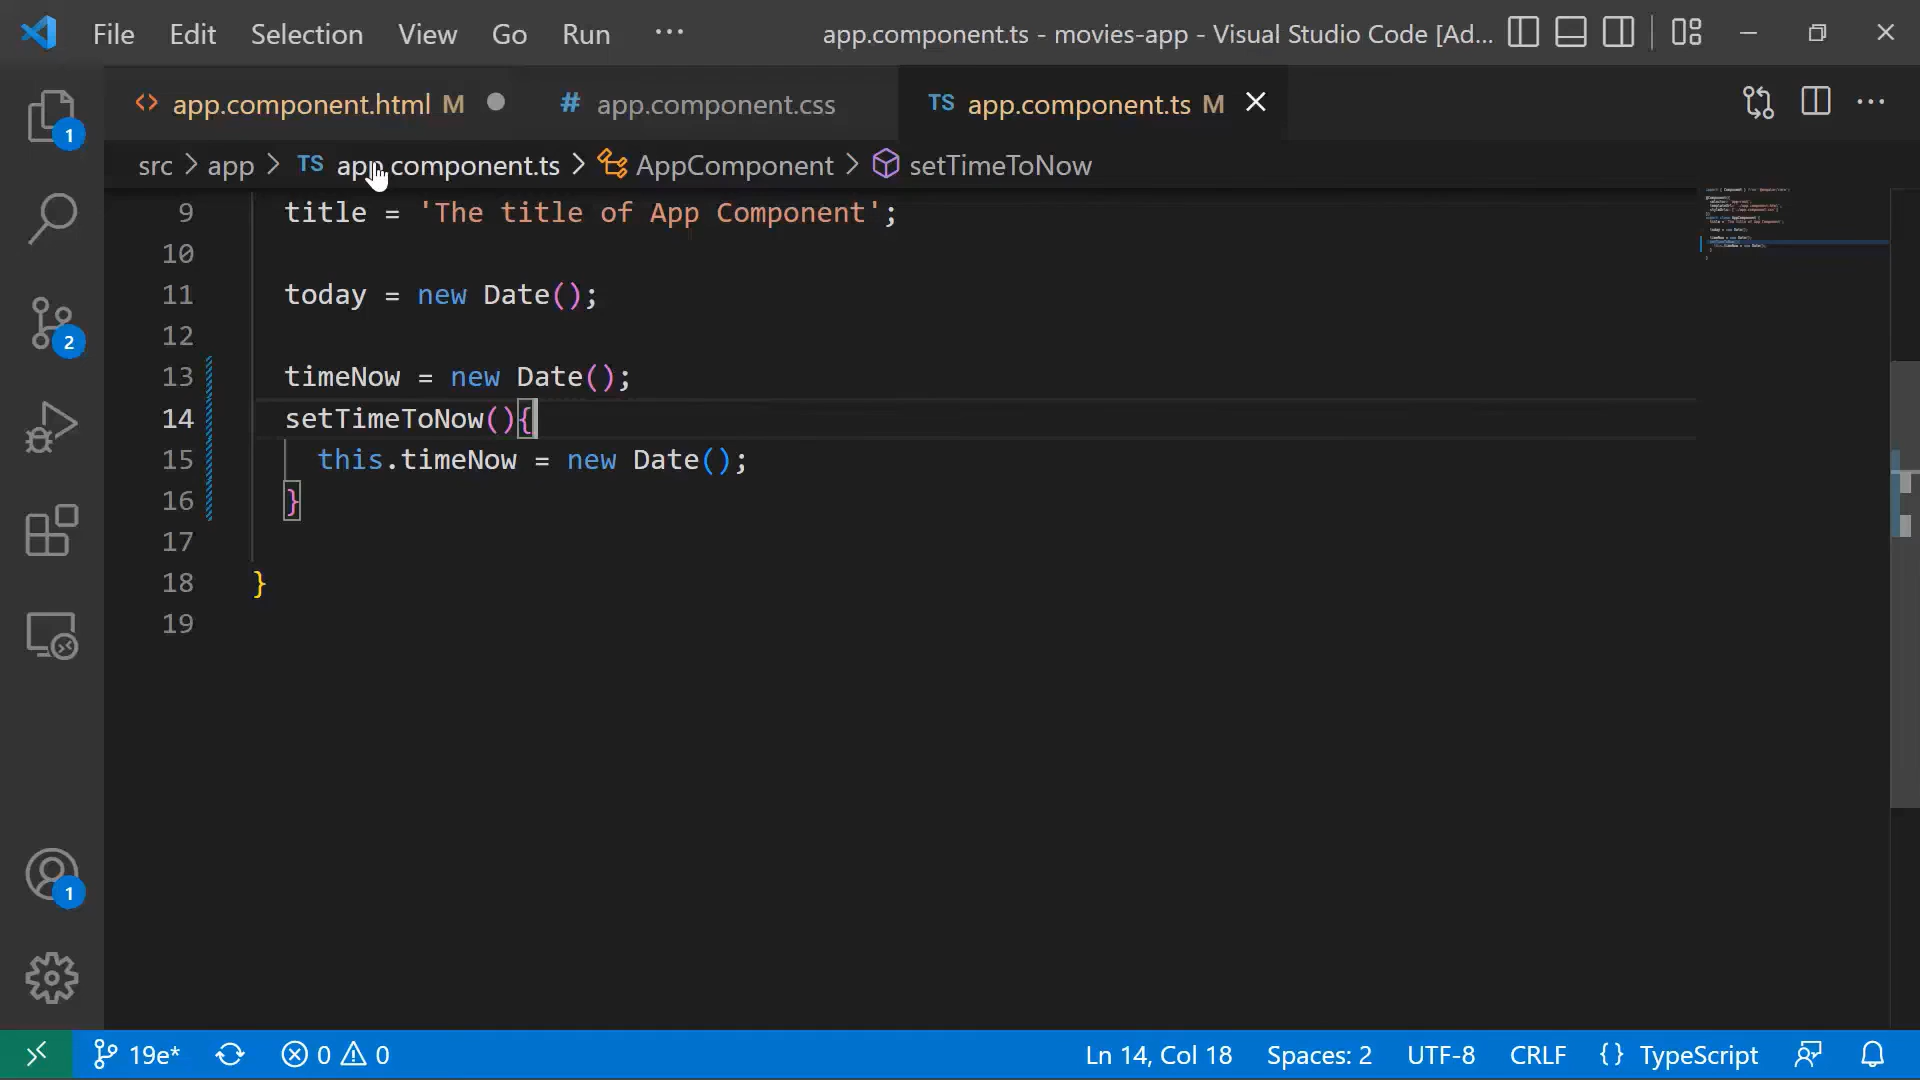 File Edit Selection View Go Run ··· app.component.ts - movies-app - Visual Studio Code [Ad...
<> app.component.html M ● # app.component.css TS app.component.ts M
src > app > TS app.component.ts > AppComponent > setTimeToNow
9 title = 'The title of App Component';
10
11 today = new Date();
12
13 timeNow = new Date();
14 setTimeToNow(){
15 this.timeNow = new Date();
16 }
17
18 }
19
1
2
1
19e* 0 0 Ln 14, Col 18 Spaces: 2 UTF-8 CRLF {} TypeScript